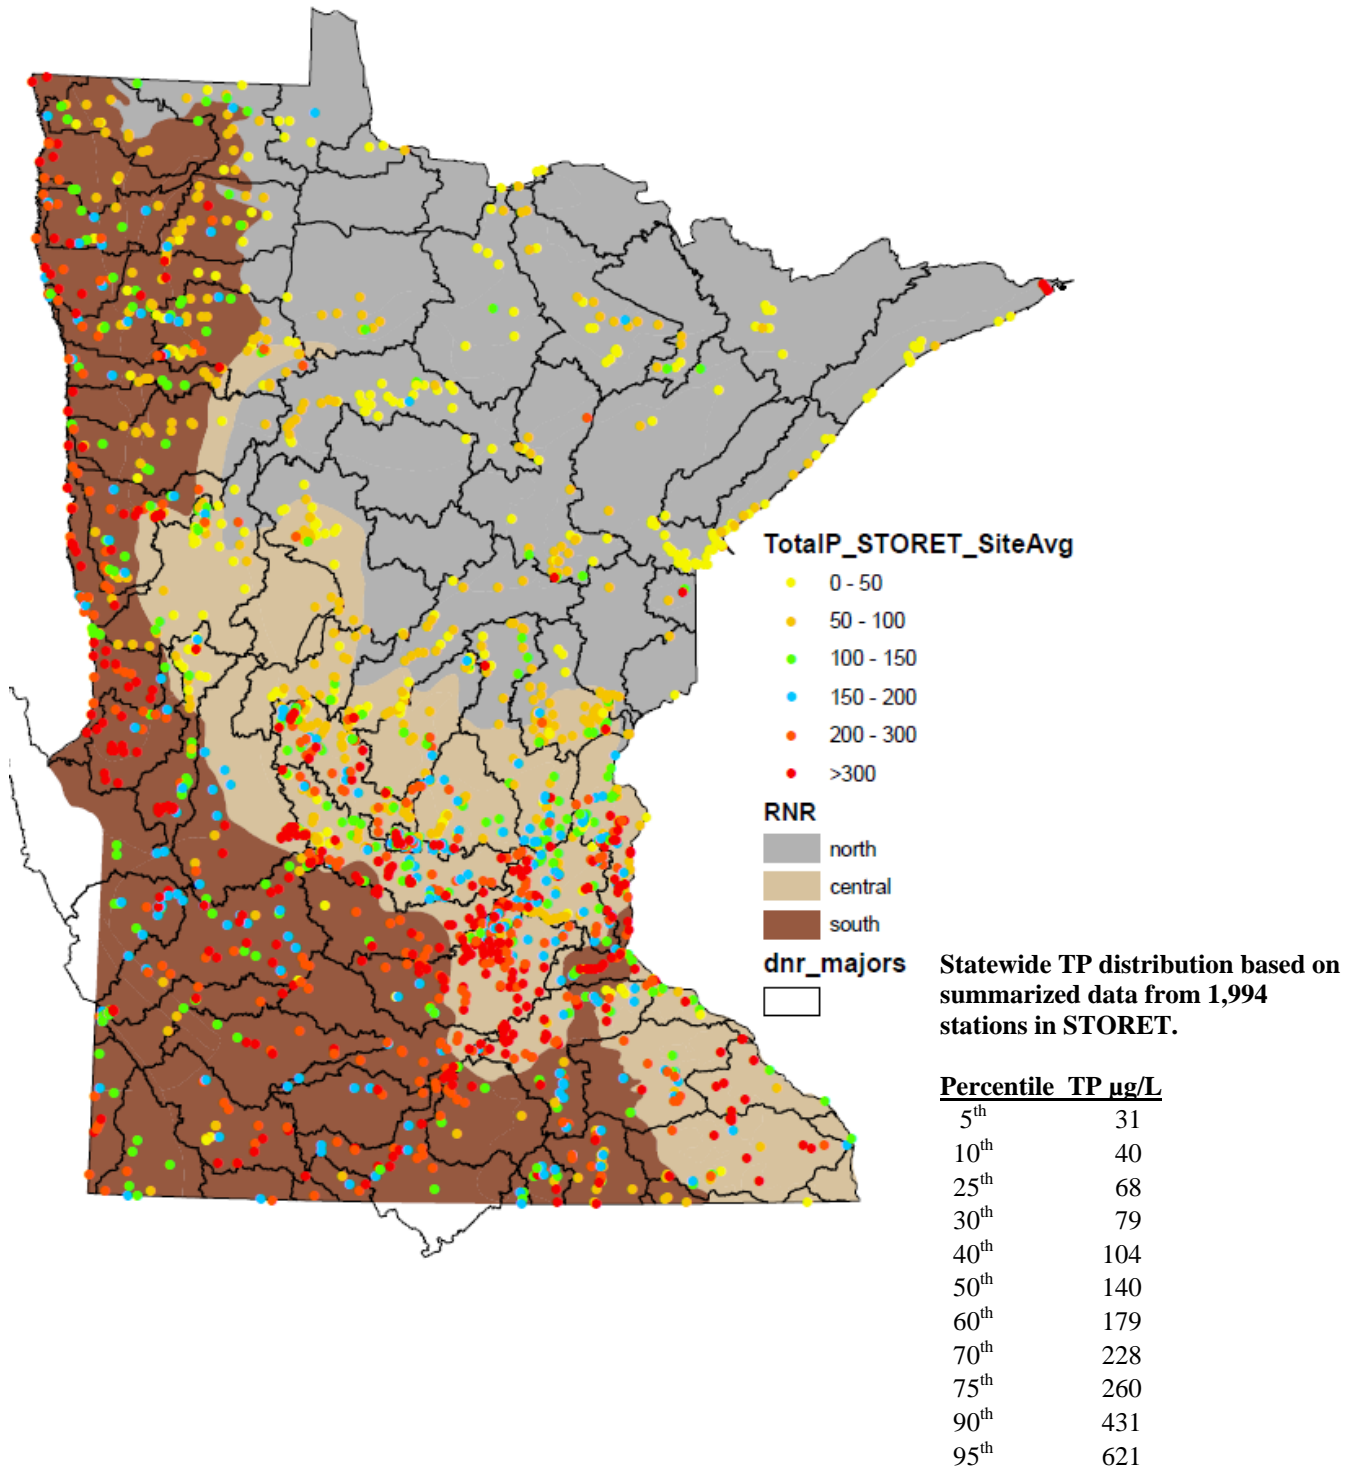 TotalP_STORET_SiteAvg
0 - 50
50 - 100
100 - 150
150 - 200
200 - 300
>300
RNR
north
central
south
dnr_majors
Statewide TP distribution based on
summarized data from 1,994
stations in STORET.
Percentile TP µg/L
5th 31
10th 40
25th 68
30th 79
40th 104
50th 140
60th 179
70th 228
75th 260
90th 431
95th 621